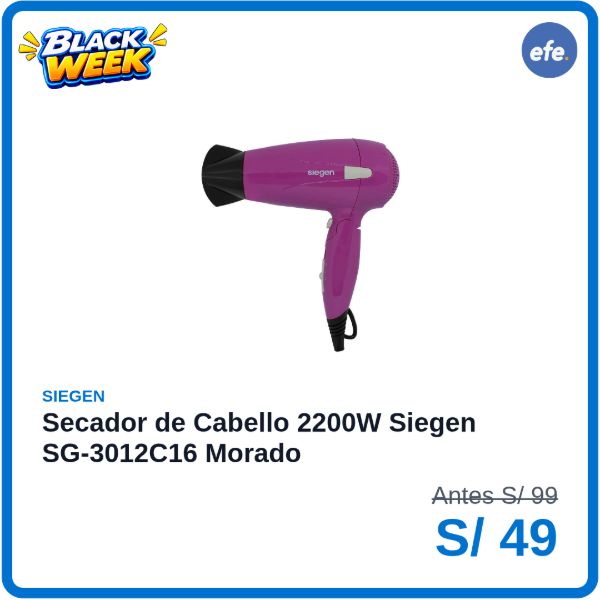 BLACK
WEEK
efe.
siegen
SIEGEN
Secador de Cabello 2200W Siegen
SG-3012C16 Morado
Antes S/ 99
S/ 49